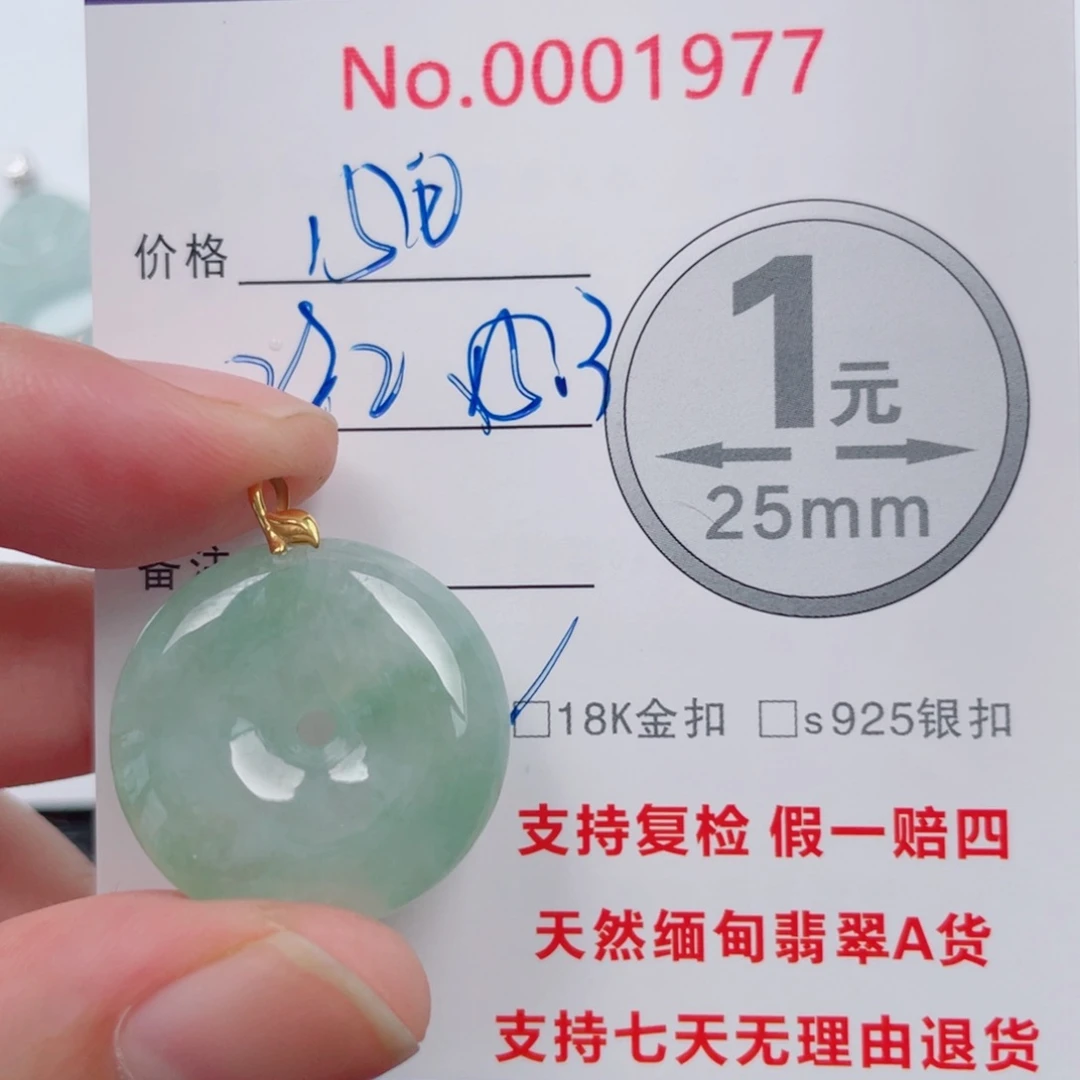 No.0001977
价格
1元
25mm
备注
□18K金扣 □s925银扣
支持复检 假一赔四
天然缅甸翡翠A货
支持七天无理由退货